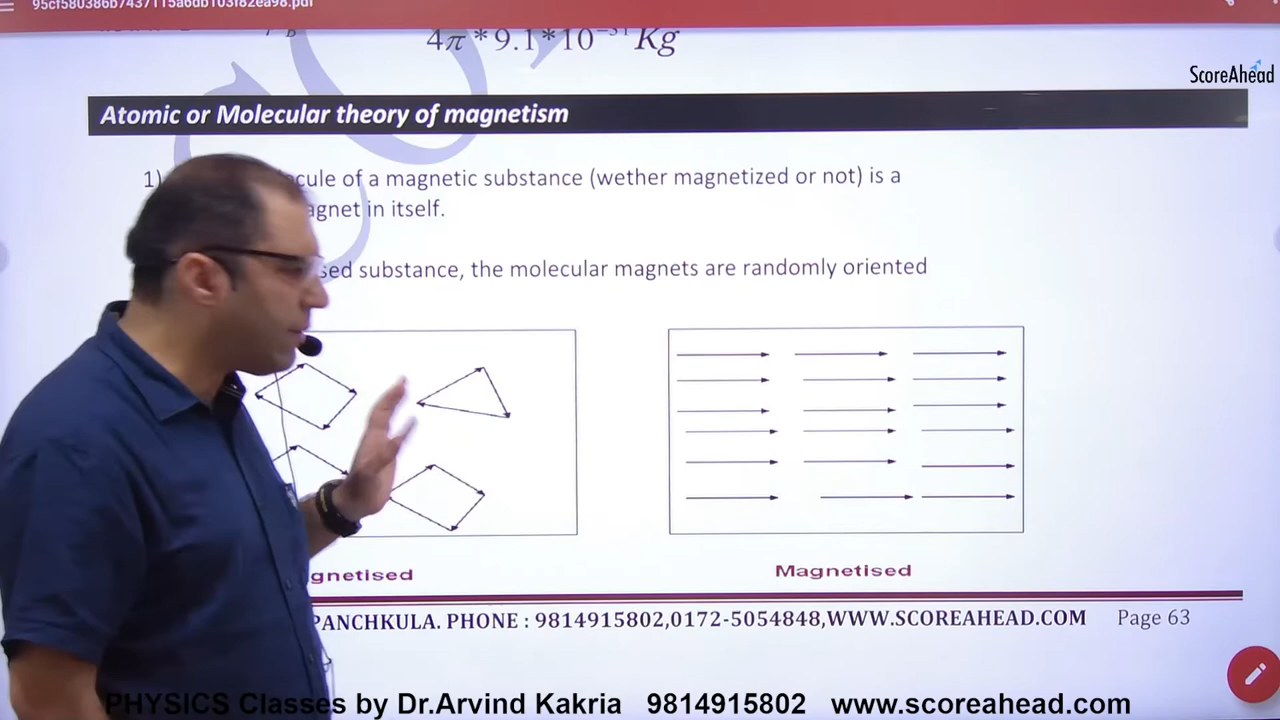 95cf580386b7437115a6db103f82ea98.pdf
4π*9.1*10⁻³¹ Kg
ScoreAhead
Atomic or Molecular theory of magnetism
1) cule of a magnetic substance (wether magnetized or not) is a
agnet in itself.
sed substance, the molecular magnets are randomly oriented
gnetised
Magnetised
PANCHKULA. PHONE : 9814915802,0172-5054848,WWW.SCOREAHEAD.COM Page 63
PHYSICS Classes by Dr.Arvind Kakria 9814915802 www.scoreahead.com